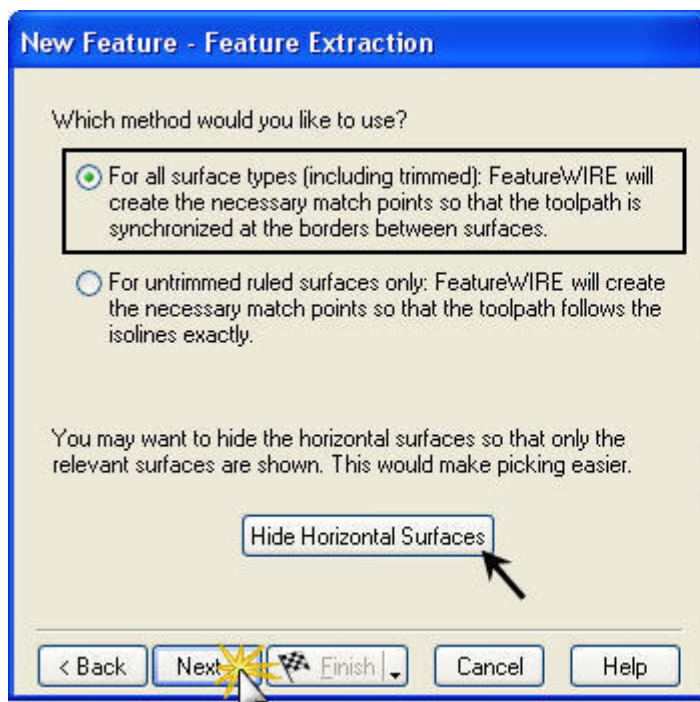 New Feature - Feature Extraction
Which method would you like to use?
For all surface types (including trimmed): FeatureWIRE will
create the necessary match points so that the toolpath is
synchronized at the borders between surfaces.
For untrimmed ruled surfaces only: FeatureWIRE will create
the necessary match points so that the toolpath follows the
isolines exactly.
You may want to hide the horizontal surfaces so that only the
relevant surfaces are shown. This would make picking easier.
Hide Horizontal Surfaces
< Back Next Finish Cancel Help